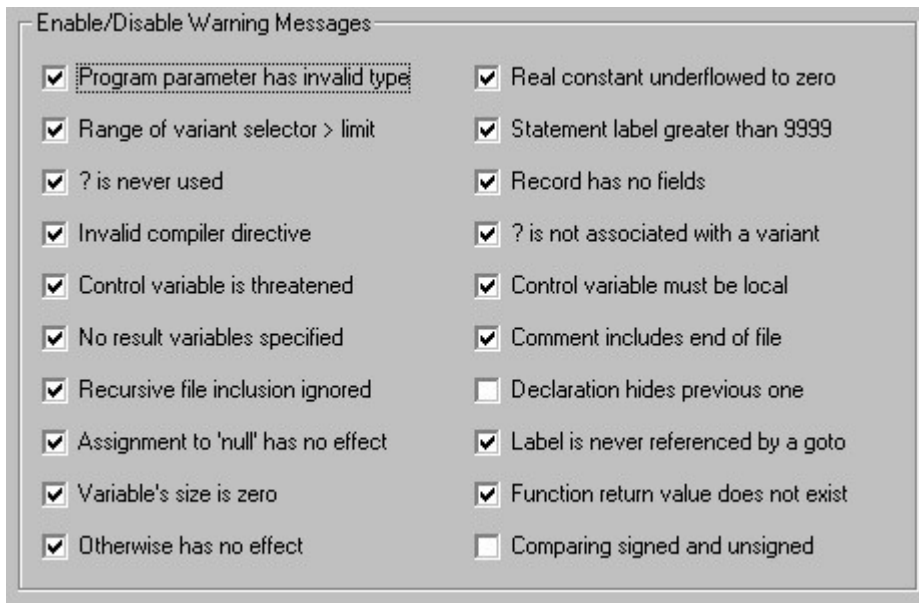 Enable/Disable Warning Messages
Program parameter has invalid type
Range of variant selector > limit
? is never used
Invalid compiler directive
Control variable is threatened
No result variables specified
Recursive file inclusion ignored
Assignment to 'null' has no effect
Variable's size is zero
Otherwise has no effect
Real constant underflowed to zero
Statement label greater than 9999
Record has no fields
? is not associated with a variant
Control variable must be local
Comment includes end of file
Declaration hides previous one
Label is never referenced by a goto
Function return value does not exist
Comparing signed and unsigned